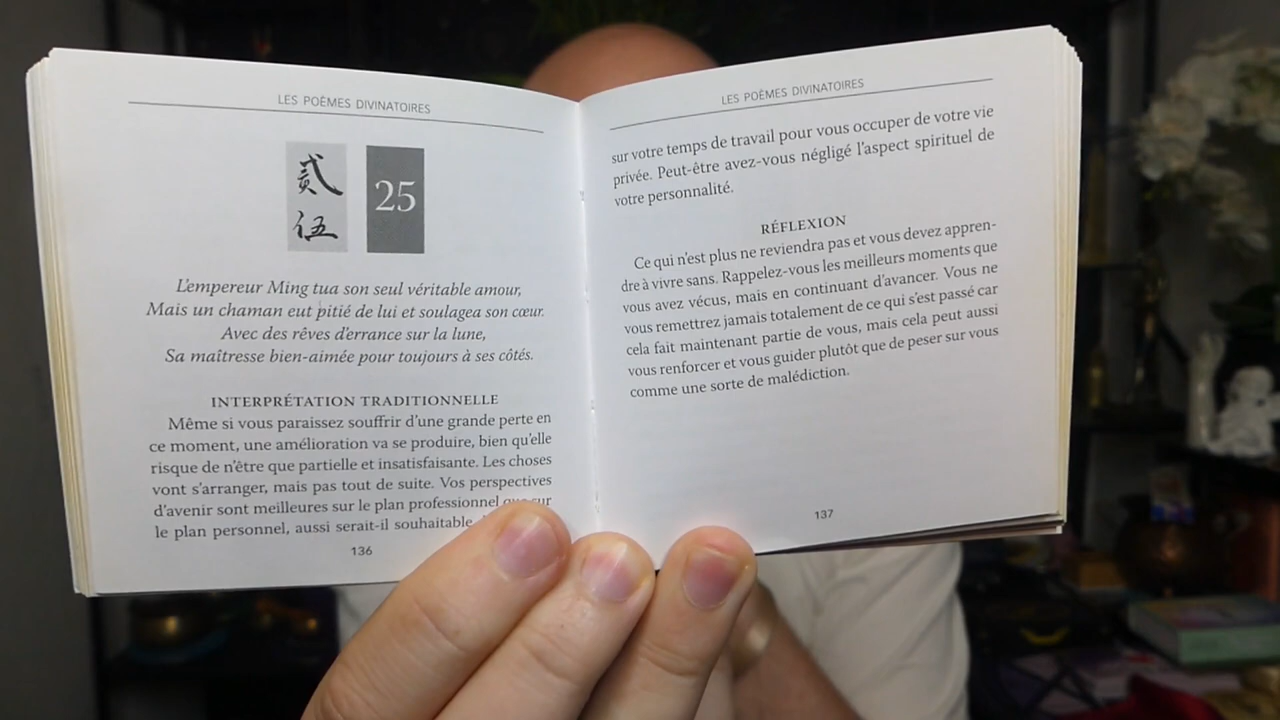 LES POÈMES DIVINATOIRES
貳
伍
25
L'empereur Ming tua son seul véritable amour,
Mais un chaman eut pitié de lui et soulagea son cœur.
Avec des rêves d'errance sur la lune,
Sa maîtresse bien-aimée pour toujours à ses côtés.
INTERPRÉTATION TRADITIONNELLE
Même si vous paraissez souffrir d'une grande perte en
ce moment, une amélioration va se produire, bien qu'elle
risque de n'être que partielle et insatisfaisante. Les choses
vont s'arranger, mais pas tout de suite. Vos perspectives
d'avenir sont meilleures sur le plan professionnel que sur
le plan personnel, aussi serait-il souhaitable
136
LES POÈMES DIVINATOIRES
sur votre temps de travail pour vous occuper de votre vie
privée. Peut-être avez-vous négligé l'aspect spirituel de
votre personnalité.
RÉFLEXION
Ce qui n'est plus ne reviendra pas et vous devez appren-
dre à vivre sans. Rappelez-vous les meilleurs moments que
vous avez vécus, mais en continuant d'avancer. Vous ne
vous remettrez jamais totalement de ce qui s'est passé car
cela fait maintenant partie de vous, mais cela peut aussi
vous renforcer et vous guider plutôt que de peser sur vous
comme une sorte de malédiction.
137